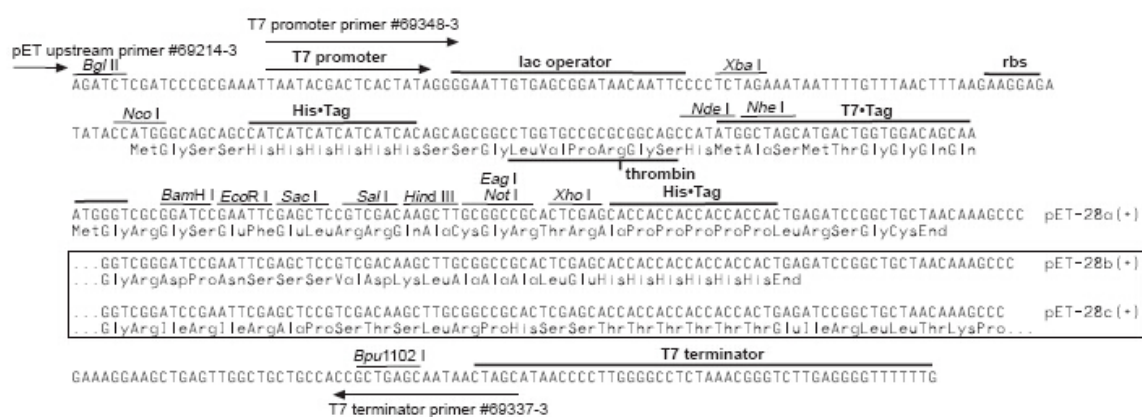 T7 promoter primer #69348-3
pET upstream primer #69214-3
Bgl II
T7 promoter
lac operator
Xba I
rbs
AGATCTCGATCCCGCGAAATTAATACGACTCACTATAGGGGAATTGTGAGCGGATAACAATTCCCCTCTAGAAATAATTTTGTTTAACTTTAAGAAGGAGA
Nco I
His•Tag
Nde I
Nhe I
T7•Tag
TATACCATGGGCAGCAGCCATCATCATCATCATCACAGCAGCGGCCTGGTGCCGCGCGGCAGCCATATGGCTAGCATGACTGGTGGACAGCAA
MetGlySerSerHisHisHisHisHisHisSerSerGlyLeuValProArgGlySerHisMetAlaSerMetThrGlyGlyGlnGln
thrombin
BamH I
EcoR I
Sac I
Sal I
Hind III
Eag I
Not I
Xho I
His•Tag
ATGGGTCGCGGATCCGAATTCGAGCTCCGTCGACAAGCTTGCGGCCGCACTCGAGCACCACCACCACCACCACTGAGATCCGGCTGCTAACAAAGCCC pET-28a(+)
MetGlyArgGlySerGluPheGluLeuArgArgGlnAlaCysGlyArgThrArgAlaProProProProProLeuArgSerGlyCysEnd
...GGTCGGGATCCGAATTCGAGCTCCGTCGACAAGCTTGCGGCCGCACTCGAGCACCACCACCACCACCACTGAGATCCGGCTGCTAACAAAGCCC pET-28b(+)
...GlyArgAspProAsnSerSerSerValAspLysLeuAlaAlaAlaLeuGluHisHisHisHisHisHisEnd
...GGTCGGATCCGAATTCGAGCTCCGTCGACAAGCTTGCGGCCGCACTCGAGCACCACCACCACCACCACTGAGATCCGGCTGCTAACAAAGCCC pET-28c(+)
...GlyArgIleArgIleArgAlaProSerThrSerLeuArgProHisSerSerThrThrThrThrThrThrGluIleArgLeuLeuThrLysPro...
Bpu1102 I
T7 terminator
GAAAGGAAGCTGAGTTGGCTGCTGCCACCGCTGAGCAATAACTAGCATAACCCCTTGGGGCCTCTAAACGGGTCTTGAGGGGTTTTTTG
T7 terminator primer #69337-3